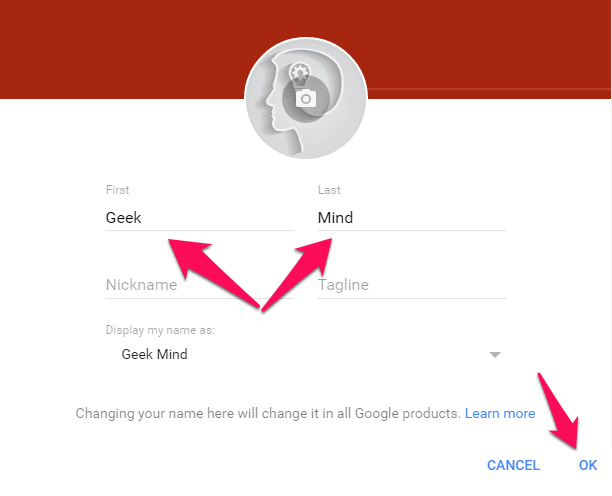 First Last
Geek Mind
Nickname Tagline
Display my name as:
Geek Mind
Changing your name here will change it in all Google products. Learn more
CANCEL OK